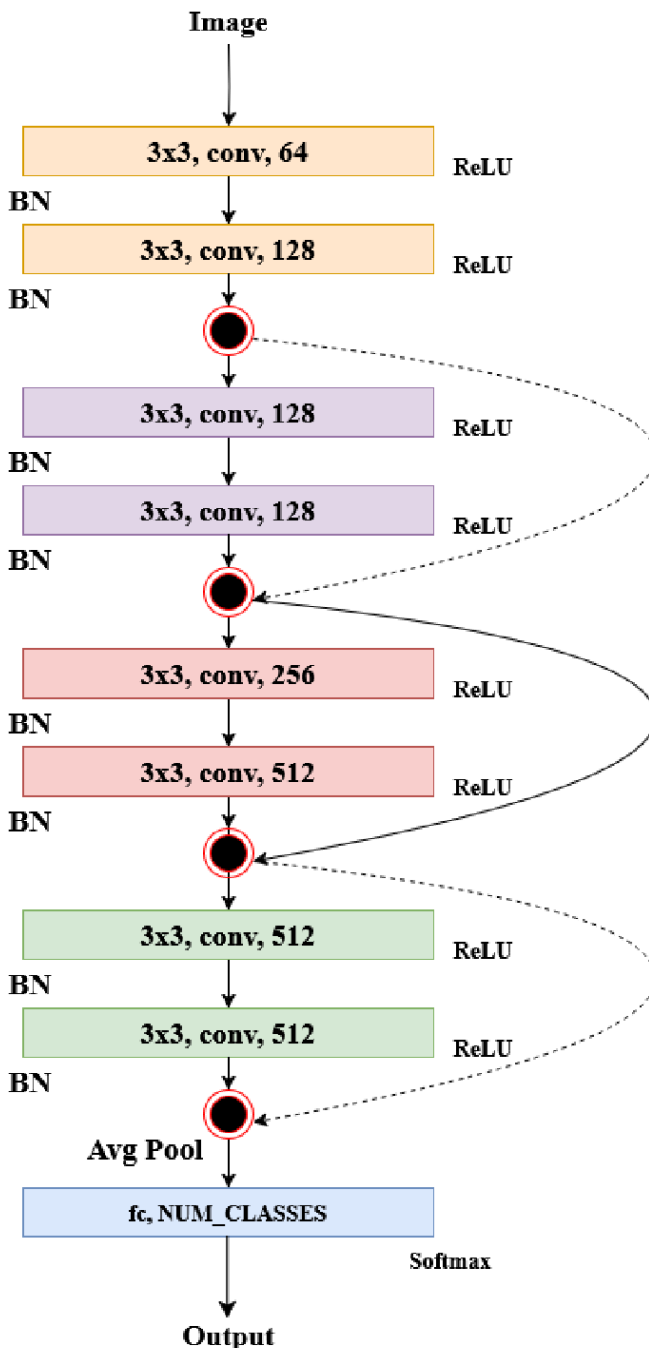 Image
3x3, conv, 64
ReLU
BN
3x3, conv, 128
ReLU
BN
3x3, conv, 128
ReLU
BN
3x3, conv, 128
ReLU
BN
3x3, conv, 256
ReLU
BN
3x3, conv, 512
ReLU
BN
3x3, conv, 512
ReLU
BN
3x3, conv, 512
ReLU
BN
Avg Pool
fc, NUM_CLASSES
Softmax
Output